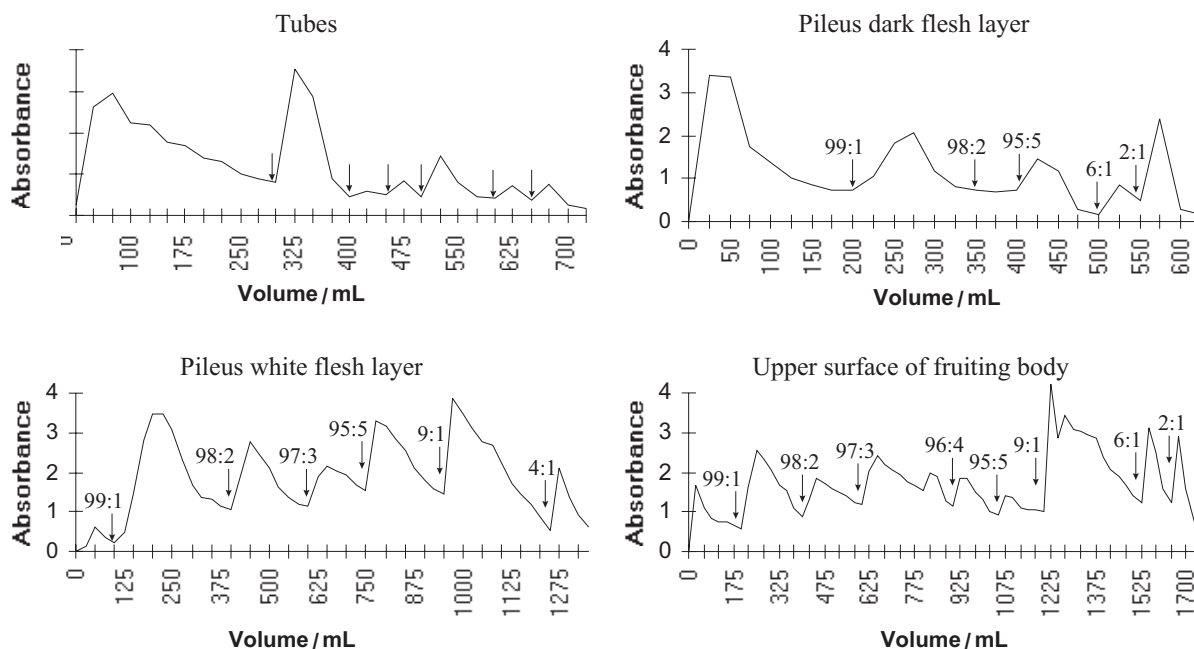 Tubes
Absorbance
0 100 175 250 325 400 475 550 625 700
Volume / mL
Pileus dark flesh layer
Absorbance
4
3
2
1
0
99:1 98:2 95:5 6:1 2:1
0 50 100 150 200 250 300 350 400 450 500 550 600
Volume / mL
Pileus white flesh layer
Absorbance
4
3
2
1
0
99:1 98:2 97:3 95:5 9:1 4:1
0 125 250 375 500 625 750 875 1000 1125 1275
Volume / mL
Upper surface of fruiting body
Absorbance
4
3
2
1
0
99:1 98:2 97:3 96:4 95:5 9:1 6:1 2:1
0 175 325 475 625 775 925 1075 1225 1375 1525 1700
Volume / mL